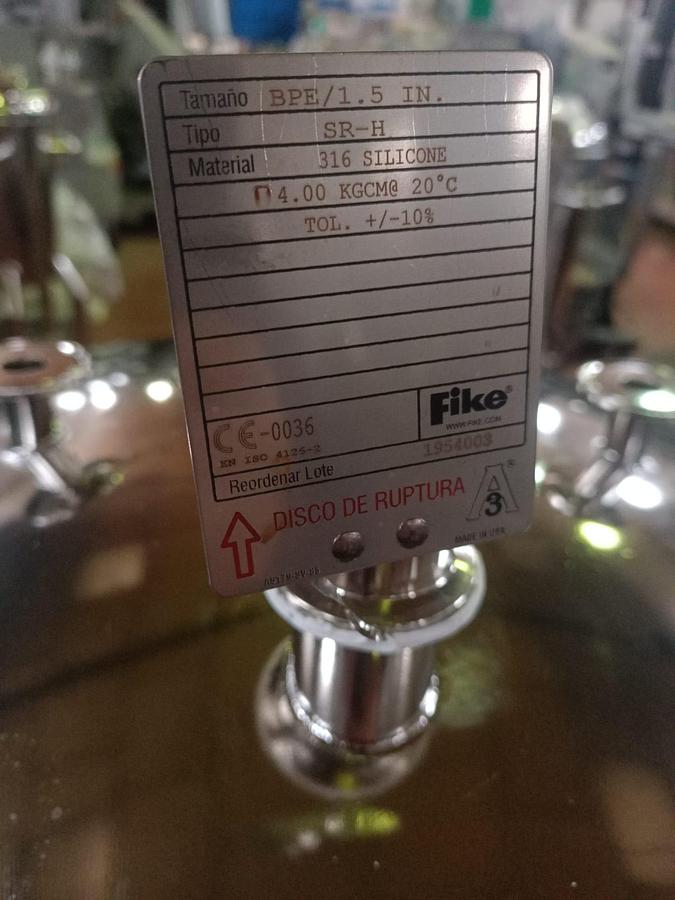 Tamaño BPE/1.5 IN.
Tipo SR-H
Material 316 SILICONE
4.00 KGCM@ 20°C
TOL. +/-10%
CE-0036
EN ISO 4126-2
Fike®
WWW.FIKE.COM
1954003
Reordenar Lote
DISCO DE RUPTURA
A3®
MADE IN USA